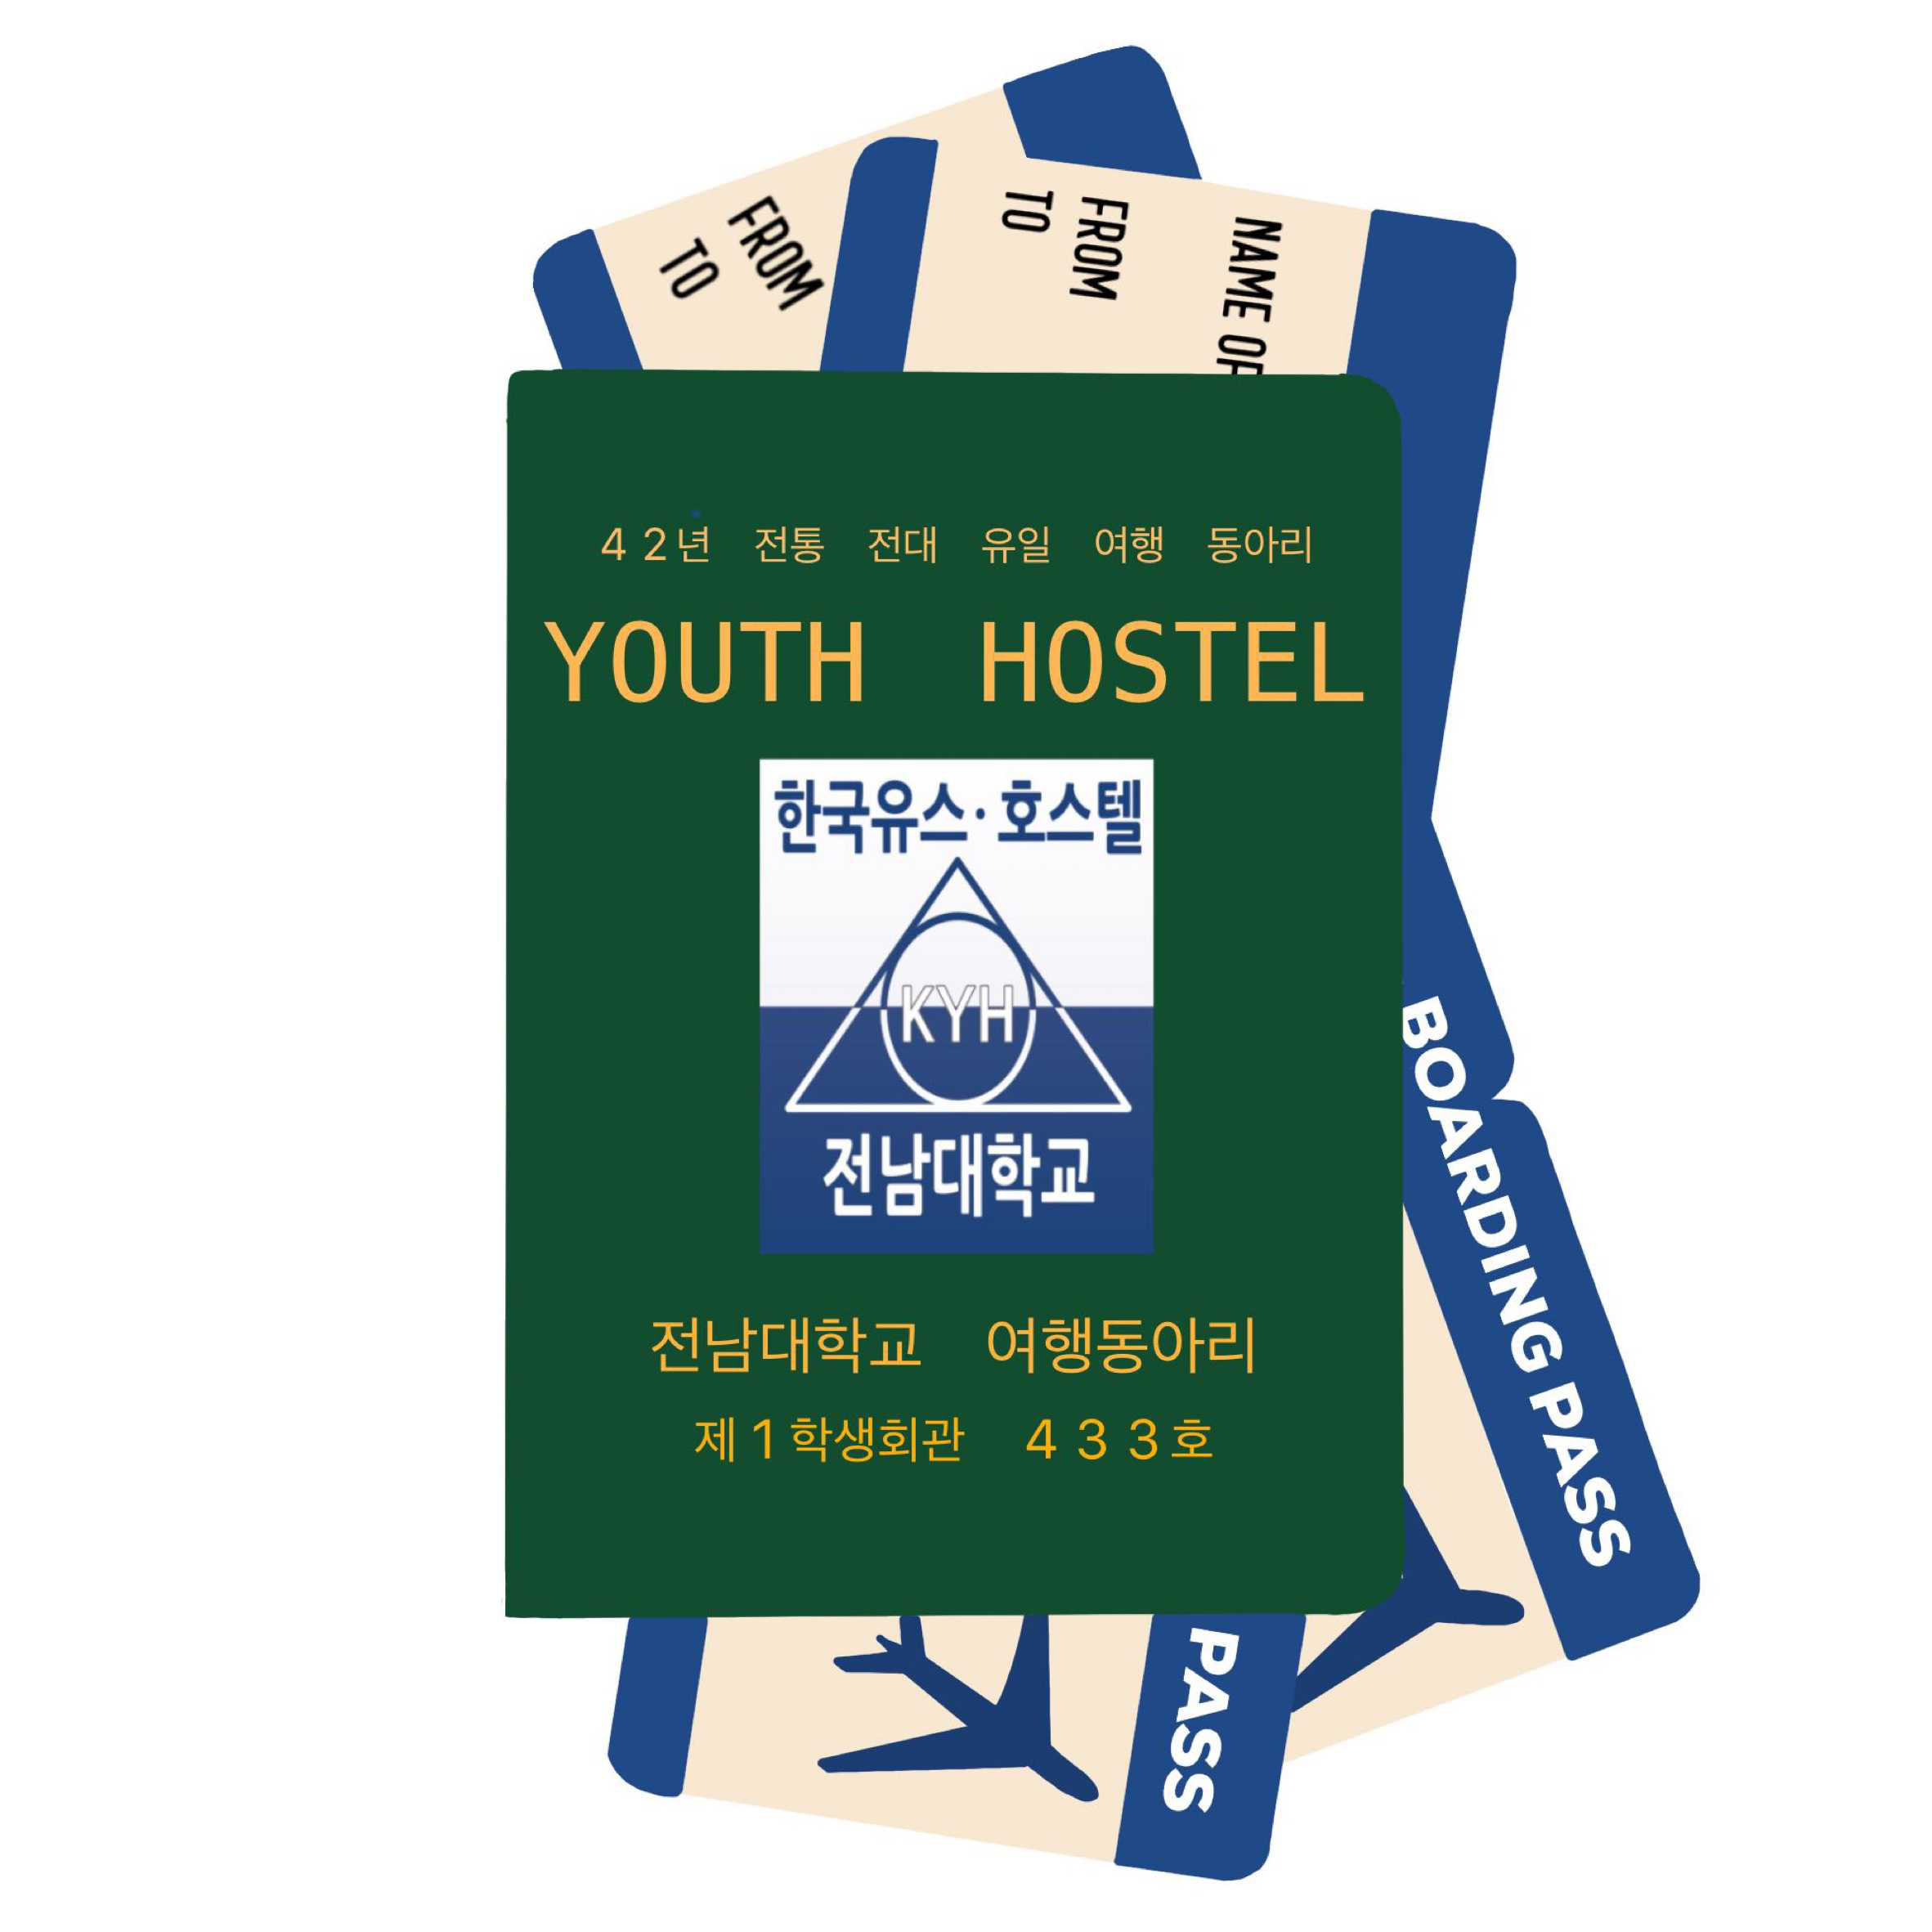 FROM
TO
NAME OF
FROM
TO
42년 전통 전대 유일 여행 동아리
YOUTH HOSTEL
한국유스·호스텔
KYH
전남대학교
전남대학교 여행동아리
제1학생회관 433호
BOARDING PASS
PASS